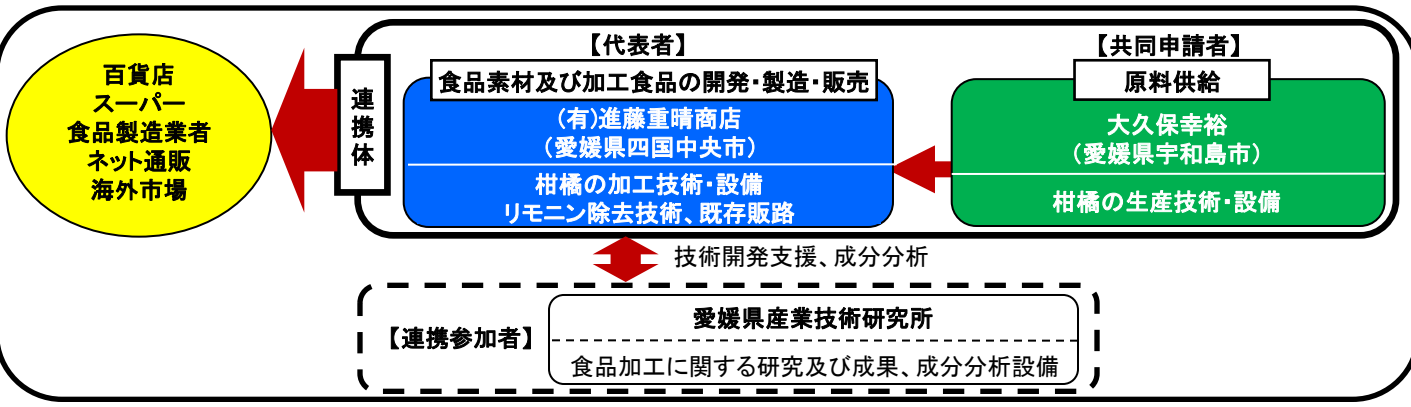 百貨店
スーパー
食品製造業者
ネット通販
海外市場
連携体
【代表者】
食品素材及び加工食品の開発・製造・販売
(有)進藤重晴商店
(愛媛県四国中央市)
柑橘の加工技術・設備
リモニン除去技術、既存販路
【共同申請者】
原料供給
大久保幸裕
(愛媛県宇和島市)
柑橘の生産技術・設備
技術開発支援、成分分析
【連携参加者】
愛媛県産業技術研究所
食品加工に関する研究及び成果、成分分析設備